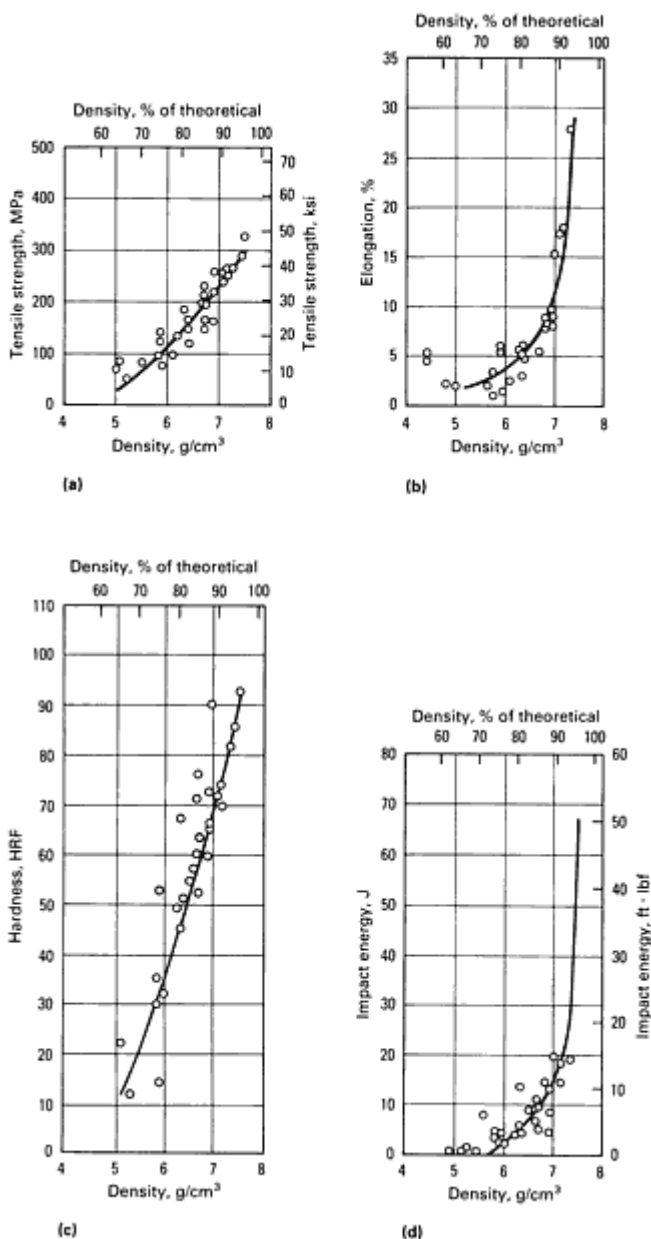 Density, % of theoretical
60 70 80 90 100
Density, % of theoretical
60 70 80 90 100
35
30
25
20
15
10
5
0
Elongation, %
4 5 6 7 8
Density, g/cm³
(b)
500
400
300
200
100
0
Tensile strength, MPa
70
60
50
40
30
20
10
0
Tensile strength, ksi
4 5 6 7 8
Density, g/cm³
(a)
Density, % of theoretical
60 70 80 90 100
110
100
90
80
70
60
50
40
30
20
10
0
Hardness, HRF
4 5 6 7 8
Density, g/cm³
(c)
Density, % of theoretical
60 70 80 90 100
80
70
60
50
40
30
20
10
0
Impact energy, J
60
50
40
30
20
10
0
Impact energy, ft · lbf
4 5 6 7 8
Density, g/cm³
(d)